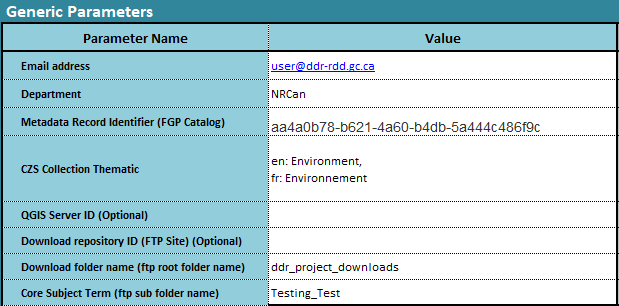 Generic Parameters
Parameter Name Value
Email address user@ddr-rdd.gc.ca
Department NRCan
Metadata Record Identifier (FGP Catalog) aa4a0b78-b621-4a60-b4db-5a444c486f9c
CZS Collection Thematic en: Environment,
fr: Environnement
QGIS Server ID (Optional)
Download repository ID (FTP Site) (Optional)
Download folder name (ftp root folder name) ddr_project_downloads
Core Subject Term (ftp sub folder name) Testing_Test